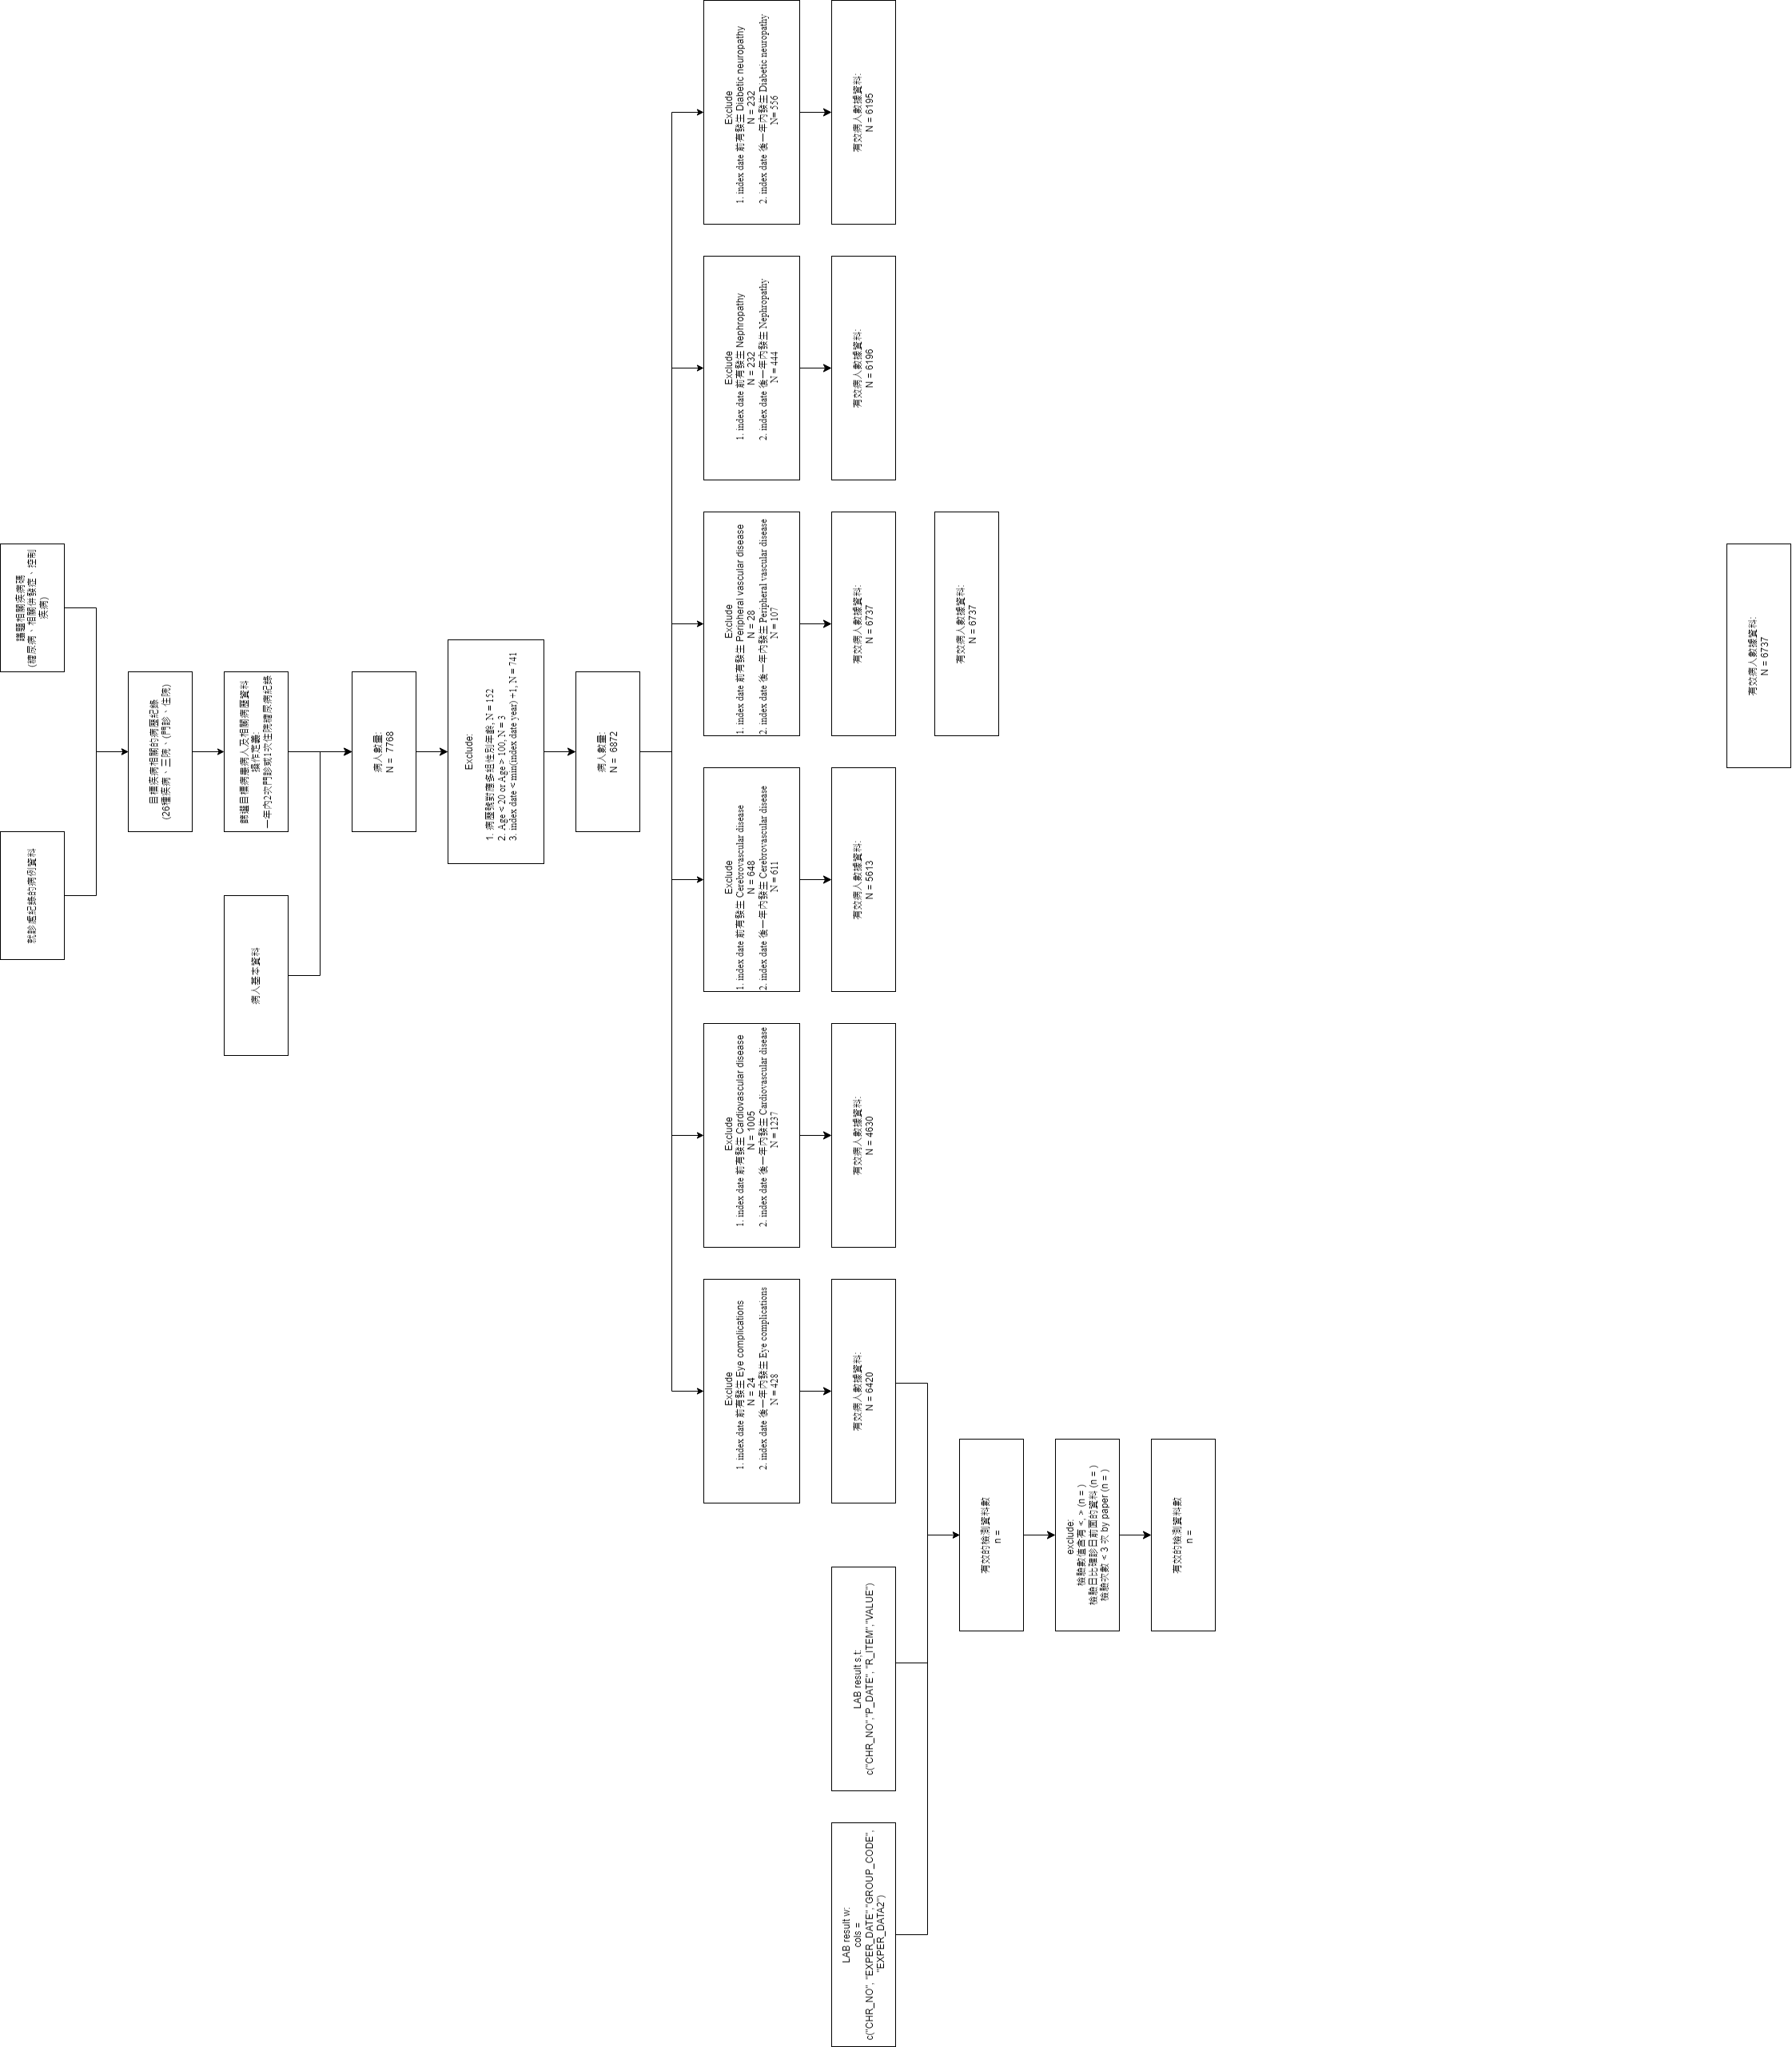 議題相關疾病碼
(糖尿病、相關併發症、控制
疾病)
就診處紀錄的病例資料
目標疾病相關的病歷紀錄
(26種疾病、三院、(門診、住院)
篩選目標病患病人及相關病歷資料
操作定義:
一年內2次門診或1次住院糖尿病紀錄
病人基本資料
病人數量:
N = 7768
Exclude:
1. 病歷號對應多組性別年齡, N = 152
2. Age < 20 or Age > 100, N = 3
3. index date < min(index date year) +1, N = 741
病人數量:
N = 6872
Exclude
1. index date 前有發生 Eye complications
N = 24
2. index date 後一年內發生 Eye complications
N = 428
Exclude
1. index date 前有發生 Cardiovascular disease
N = 1005
2. index date 後一年內發生 Cardiovascular disease
N = 1237
Exclude
1. index date 前有發生 Cerebrovascular disease
N = 648
2. index date 後一年內發生 Cerebrovascular disease
N = 611
Exclude
1. index date 前有發生 Peripheral vascular disease
N = 28
2. index date 後一年內發生 Peripheral vascular disease
N = 107
Exclude
1. index date 前有發生 Nephropathy
N = 232
2. index date 後一年內發生 Nephropathy
N = 444
Exclude
1. index date 前有發生 Diabetic neuropathy
N = 232
2. index date 後一年內發生 Diabetic neuropathy
N= 556
LAB result w:
cols =
c("CHR_NO", "EXPER_DATE","GROUP_CODE",
"EXPER_DATA2")
LAB result s,t:
c("CHR_NO","P_DATE", "R_ITEM","VALUE")
有效病人數據資料:
N = 6420
有效病人數據資料:
N = 4630
有效病人數據資料:
N = 5613
有效病人數據資料:
N = 6737
有效病人數據資料:
N = 6196
有效病人數據資料:
N = 6195
有效病人數據資料:
N = 6737
有效的檢測資料數
n =
exclude:
檢驗數值含有 <, > (n = )
檢驗日比確診日前面的資料 (n = )
檢驗次數 < 3 次 by paper (n = )
有效的檢測資料數
n =
有效病人數據資料:
N = 6737